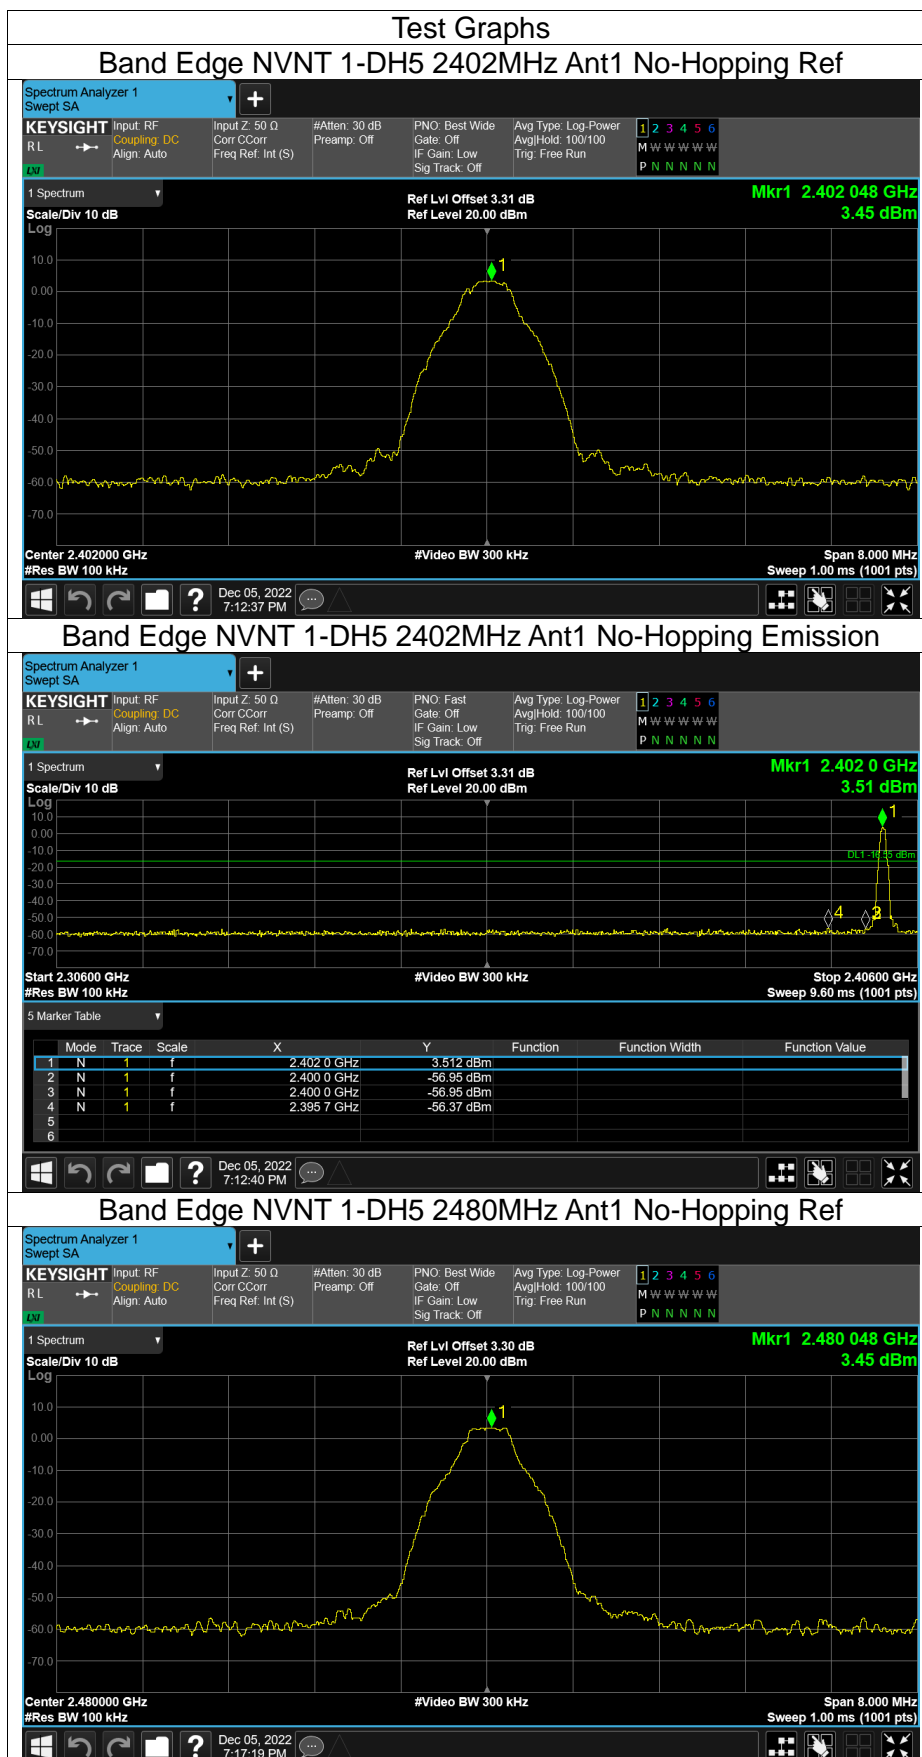 Test Graphs
Band Edge NVNT 1-DH5 2402MHz Ant1 No-Hopping Ref
Spectrum Analyzer 1
Swept SA
KEYSIGHT Input: RF Input Z: 50 Ω #Atten: 30 dB PNO: Best Wide Avg Type: Log-Power 1 2 3 4 5 6
RL Coupling: DC Corr CCorr Preamp: Off Gate: Off Avg|Hold: 100/100 M W W W W W
Align: Auto Freq Ref: Int (S) IF Gain: Low Trig: Free Run
LXI Sig Track: Off P N N N N N
1 Spectrum Ref Lvl Offset 3.31 dB Mkr1 2.402 048 GHz
Scale/Div 10 dB Ref Level 20.00 dBm 3.45 dBm
Log
1
10.0
0.00
-10.0
-20.0
-30.0
-40.0
-50.0
-60.0
-70.0
Center 2.402000 GHz #Video BW 300 kHz Span 8.000 MHz
#Res BW 100 kHz Sweep 1.00 ms (1001 pts)
? Dec 05, 2022
7:12:37 PM
Band Edge NVNT 1-DH5 2402MHz Ant1 No-Hopping Emission
Spectrum Analyzer 1
Swept SA
KEYSIGHT Input: RF Input Z: 50 Ω #Atten: 30 dB PNO: Fast Avg Type: Log-Power 1 2 3 4 5 6
RL Coupling: DC Corr CCorr Preamp: Off Gate: Off Avg|Hold: 100/100 M W W W W W
Align: Auto Freq Ref: Int (S) IF Gain: Low Trig: Free Run
LXI Sig Track: Off P N N N N N
1 Spectrum Ref Lvl Offset 3.31 dB Mkr1 2.402 0 GHz
Scale/Div 10 dB Ref Level 20.00 dBm 3.51 dBm
Log
10.0 1
0.00
-10.0 DL1 -16.55 dBm
-20.0
-30.0
-40.0
-50.0 4 3
-60.0
-70.0
Start 2.30600 GHz #Video BW 300 kHz Stop 2.40600 GHz
#Res BW 100 kHz Sweep 9.60 ms (1001 pts)
5 Marker Table
Mode Trace Scale X Y Function Function Width Function Value
1 N 1 f 2.402 0 GHz 3.512 dBm
2 N 1 f 2.400 0 GHz -56.95 dBm
3 N 1 f 2.400 0 GHz -56.95 dBm
4 N 1 f 2.395 7 GHz -56.37 dBm
5
6
? Dec 05, 2022
7:12:40 PM
Band Edge NVNT 1-DH5 2480MHz Ant1 No-Hopping Ref
Spectrum Analyzer 1
Swept SA
KEYSIGHT Input: RF Input Z: 50 Ω #Atten: 30 dB PNO: Best Wide Avg Type: Log-Power 1 2 3 4 5 6
RL Coupling: DC Corr CCorr Preamp: Off Gate: Off Avg|Hold: 100/100 M W W W W W
Align: Auto Freq Ref: Int (S) IF Gain: Low Trig: Free Run
LXI Sig Track: Off P N N N N N
1 Spectrum Ref Lvl Offset 3.30 dB Mkr1 2.480 048 GHz
Scale/Div 10 dB Ref Level 20.00 dBm 3.45 dBm
Log
10.0 1
0.00
-10.0
-20.0
-30.0
-40.0
-50.0
-60.0
-70.0
Center 2.480000 GHz #Video BW 300 kHz Span 8.000 MHz
#Res BW 100 kHz Sweep 1.00 ms (1001 pts)
? Dec 05, 2022
7:17:19 PM